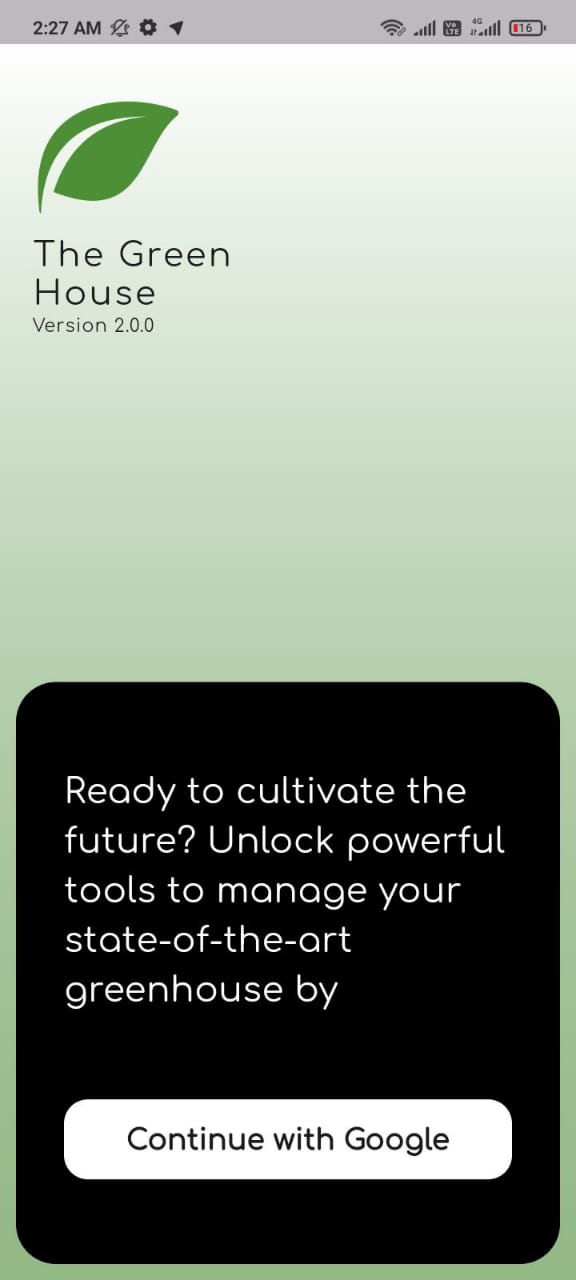 2:27 AM
Vo LTE
4G
16
The Green
House
Version 2.0.0
Ready to cultivate the
future? Unlock powerful
tools to manage your
state-of-the-art
greenhouse by
Continue with Google